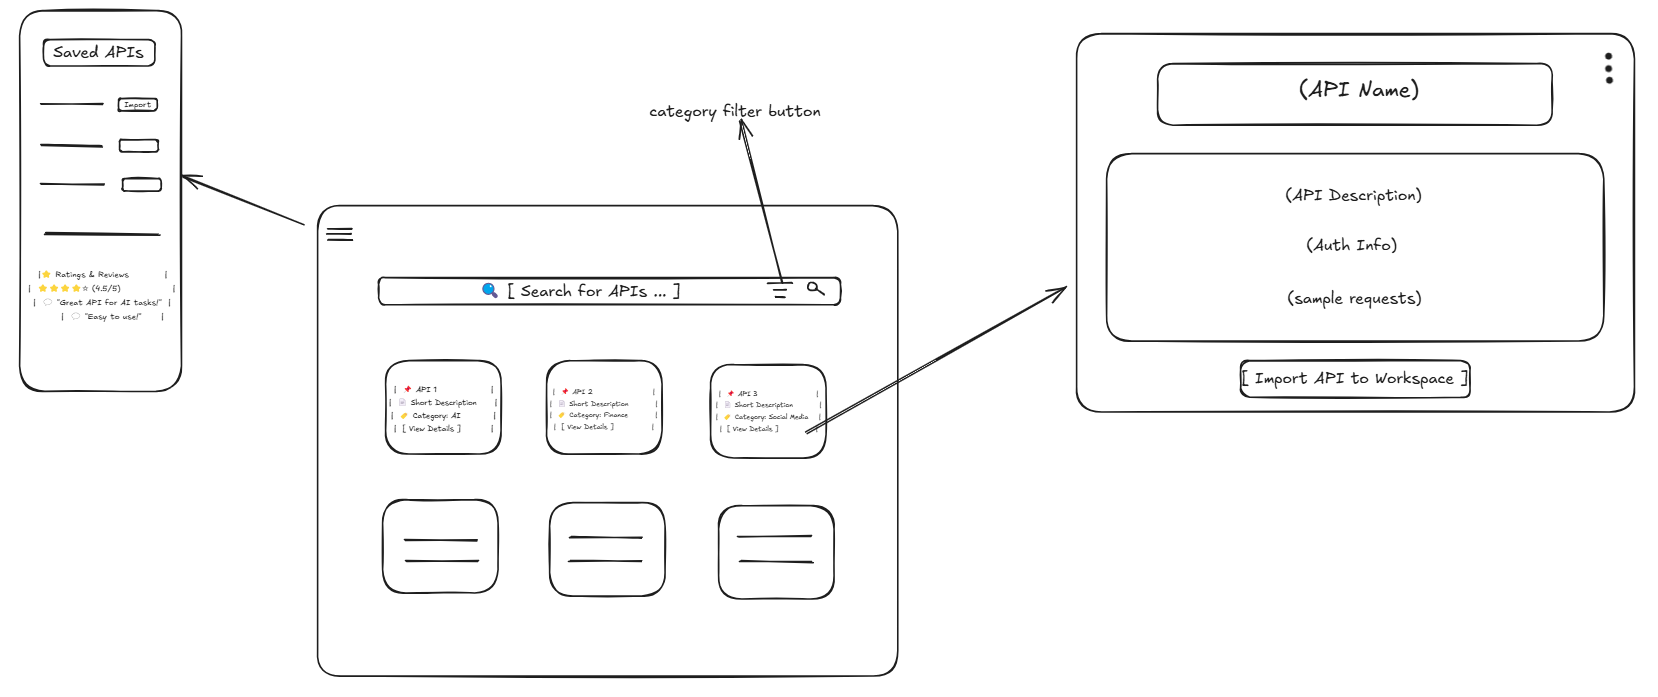 Saved APIs
Import
|⭐ Ratings & Reviews |
| ⭐⭐⭐⭐☆ (4.5/5) |
| 💬 "Great API for AI tasks!" |
| 💬 "Easy to use!" |
category filter button
🔍 [ Search for APIs ... ]
| 📌 API 1 |
| 📄 Short Description |
| 🏷 Category: AI |
| [ View Details ] |
| 📌 API 2 |
| 📄 Short Description |
| 🏷 Category: Finance |
| [ View Details ] |
| 📌 API 3 |
| 📄 Short Description |
| 🏷 Category: Social Media |
| [ View Details ] |
(API Name)
(API Description)
(Auth Info)
(sample requests)
[ Import API to Workspace ]